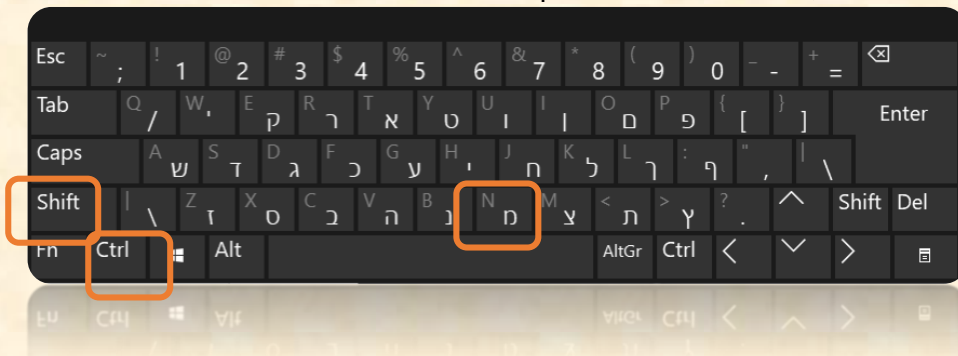 Esc ~ ; ! 1 @ 2 # 3 $ 4 % 5 ^ 6 & 7 * 8 ( 9 ) 0 _ - + =
Tab Q / W ' E ק R ר T א Y ט U ו I ן O ם P פ { [ } ] Enter
Caps A ש S ד D ג F כ G ע H י J ח K ל L ך : ף " , | \
Shift | \ Z ז X ס C ב V ה B נ N מ M צ < ת > ץ ? . Shift Del
Fn Ctrl Alt AltGr Ctrl